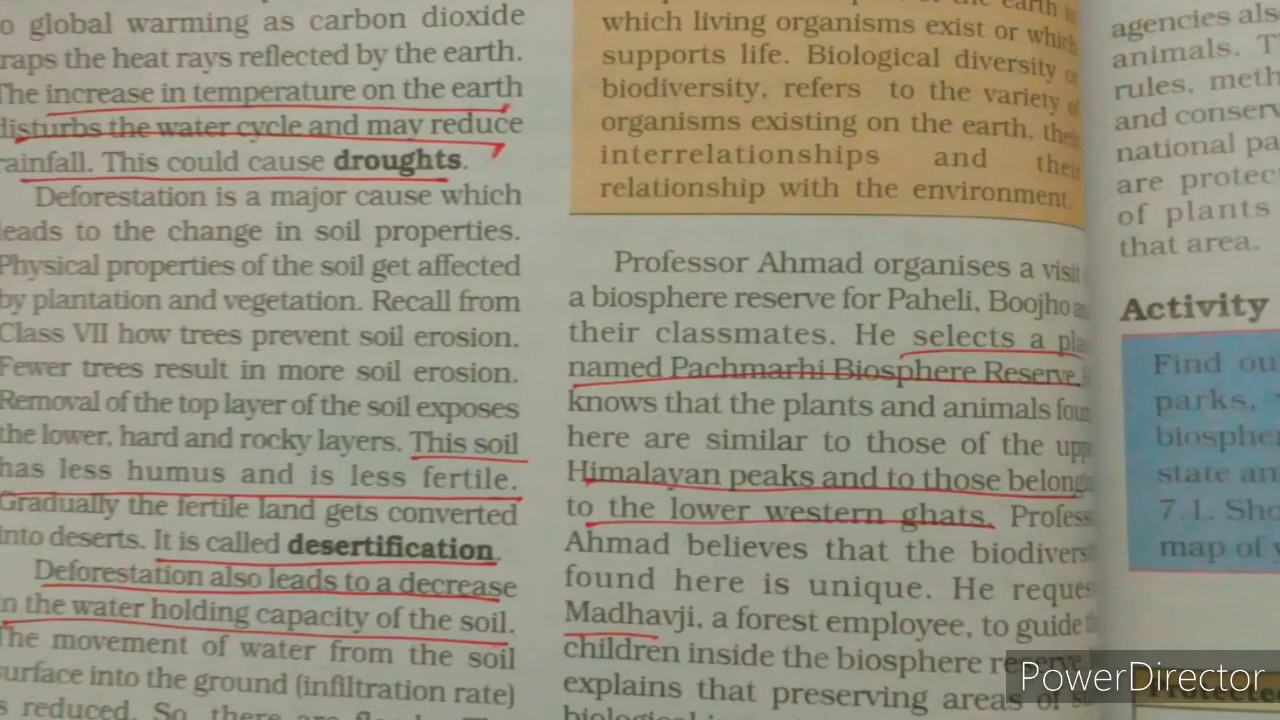 o global warming as carbon dioxide
raps the heat rays reflected by the earth.
The increase in temperature on the earth
disturbs the water cycle and may reduce
rainfall. This could cause droughts.
Deforestation is a major cause which
leads to the change in soil properties.
Physical properties of the soil get affected
by plantation and vegetation. Recall from
Class VII how trees prevent soil erosion.
Fewer trees result in more soil erosion.
Removal of the top layer of the soil exposes
the lower, hard and rocky layers. This soil
has less humus and is less fertile.
Gradually the fertile land gets converted
into deserts. It is called desertification.
Deforestation also leads to a decrease
in the water holding capacity of the soil.
The movement of water from the soil
surface into the ground (infiltration rate)
s reduced. So, there are
the earth
which living organisms exist or which
supports life. Biological diversity or
biodiversity, refers to the variety of
organisms existing on the earth, their
interrelationships and their
relationship with the environment.
Professor Ahmad organises a visit
a biosphere reserve for Paheli, Boojho
their classmates. He selects a pla
named Pachmarhi Biosphere Reserve.
knows that the plants and animals foun
here are similar to those of the upp
Himalayan peaks and to those belong
to the lower western ghats. Profess
Ahmad believes that the biodivers
found here is unique. He reques
Madhavji, a forest employee, to guide
children inside the biosphere reserve.
explains that preserving areas of
agencies als
animals. T
rules, meth
and conserv
national pa
are protec
of plants
that area.
Activity
Find ou
parks,
biospher
state an
7.1. Sho
map of y
Protected
PowerDirector